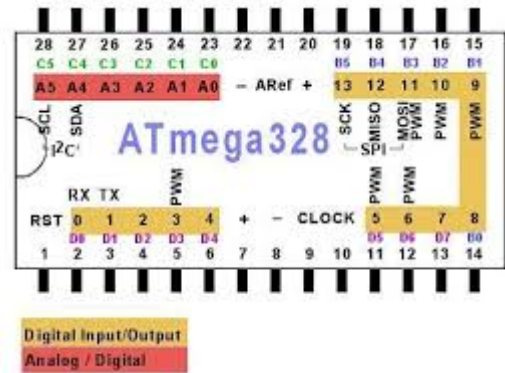 28 27 26 25 24 23 22 21 20 19 18 17 16 15
C5 C4 C3 C2 C1 C0 B5 B4 B3 B2 B1
A5 A4 A3 A2 A1 A0 - ARef + 13 12 11 10 9
SCL SDA SCK MISO MOSI PWM PWM PWM
I²C SPI
ATmega328
RX TX PWM PWM PWM
RST 0 1 2 3 4 + - CLOCK 5 6 7 8
D0 D1 D2 D3 D4 D5 D6 D7 B0
1 2 3 4 5 6 7 8 9 10 11 12 13 14
Digital Input/Output
Analog / Digital